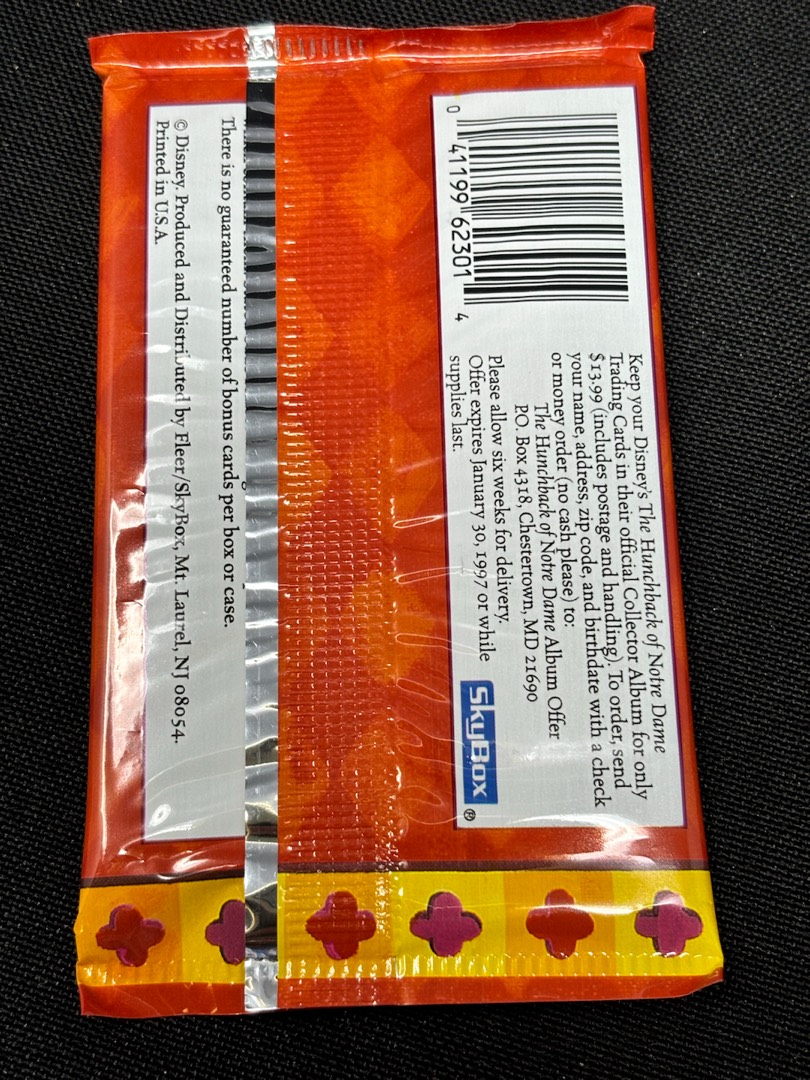 0 41199 62301 4
Keep your Disney's The Hunchback of Notre Dame
Trading Cards in their official Collector Album for only
$13.99 (includes postage and handling). To order, send
your name, address, zip code, and birthdate with a check
or money order (no cash please) to:
The Hunchback of Notre Dame Album Offer
P.O. Box 4318, Chestertown, MD 21690
Please allow six weeks for delivery.
Offer expires January 30, 1997 or while
supplies last.
SkyBox®
There is no guaranteed number of bonus cards per box or case.
© Disney. Produced and Distributed by Fleer/SkyBox, Mt. Laurel, NJ 08054.
Printed in U.S.A.